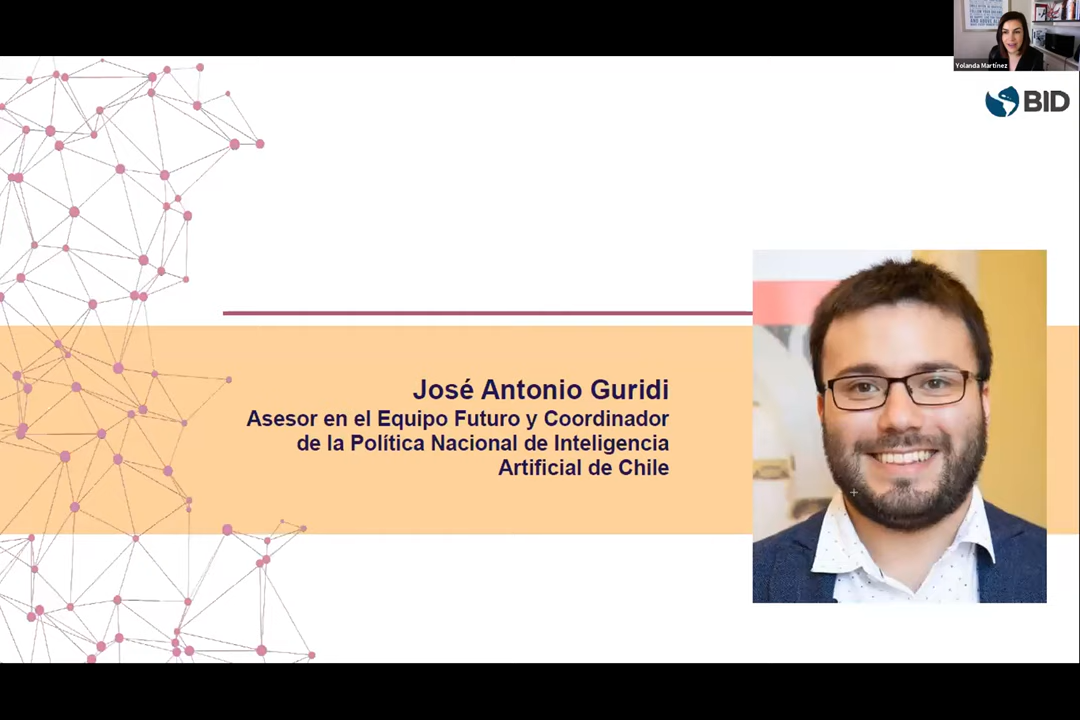 Yolanda Martínez
BID
José Antonio Guridi
Asesor en el Equipo Futuro y Coordinador
de la Política Nacional de Inteligencia
Artificial de Chile